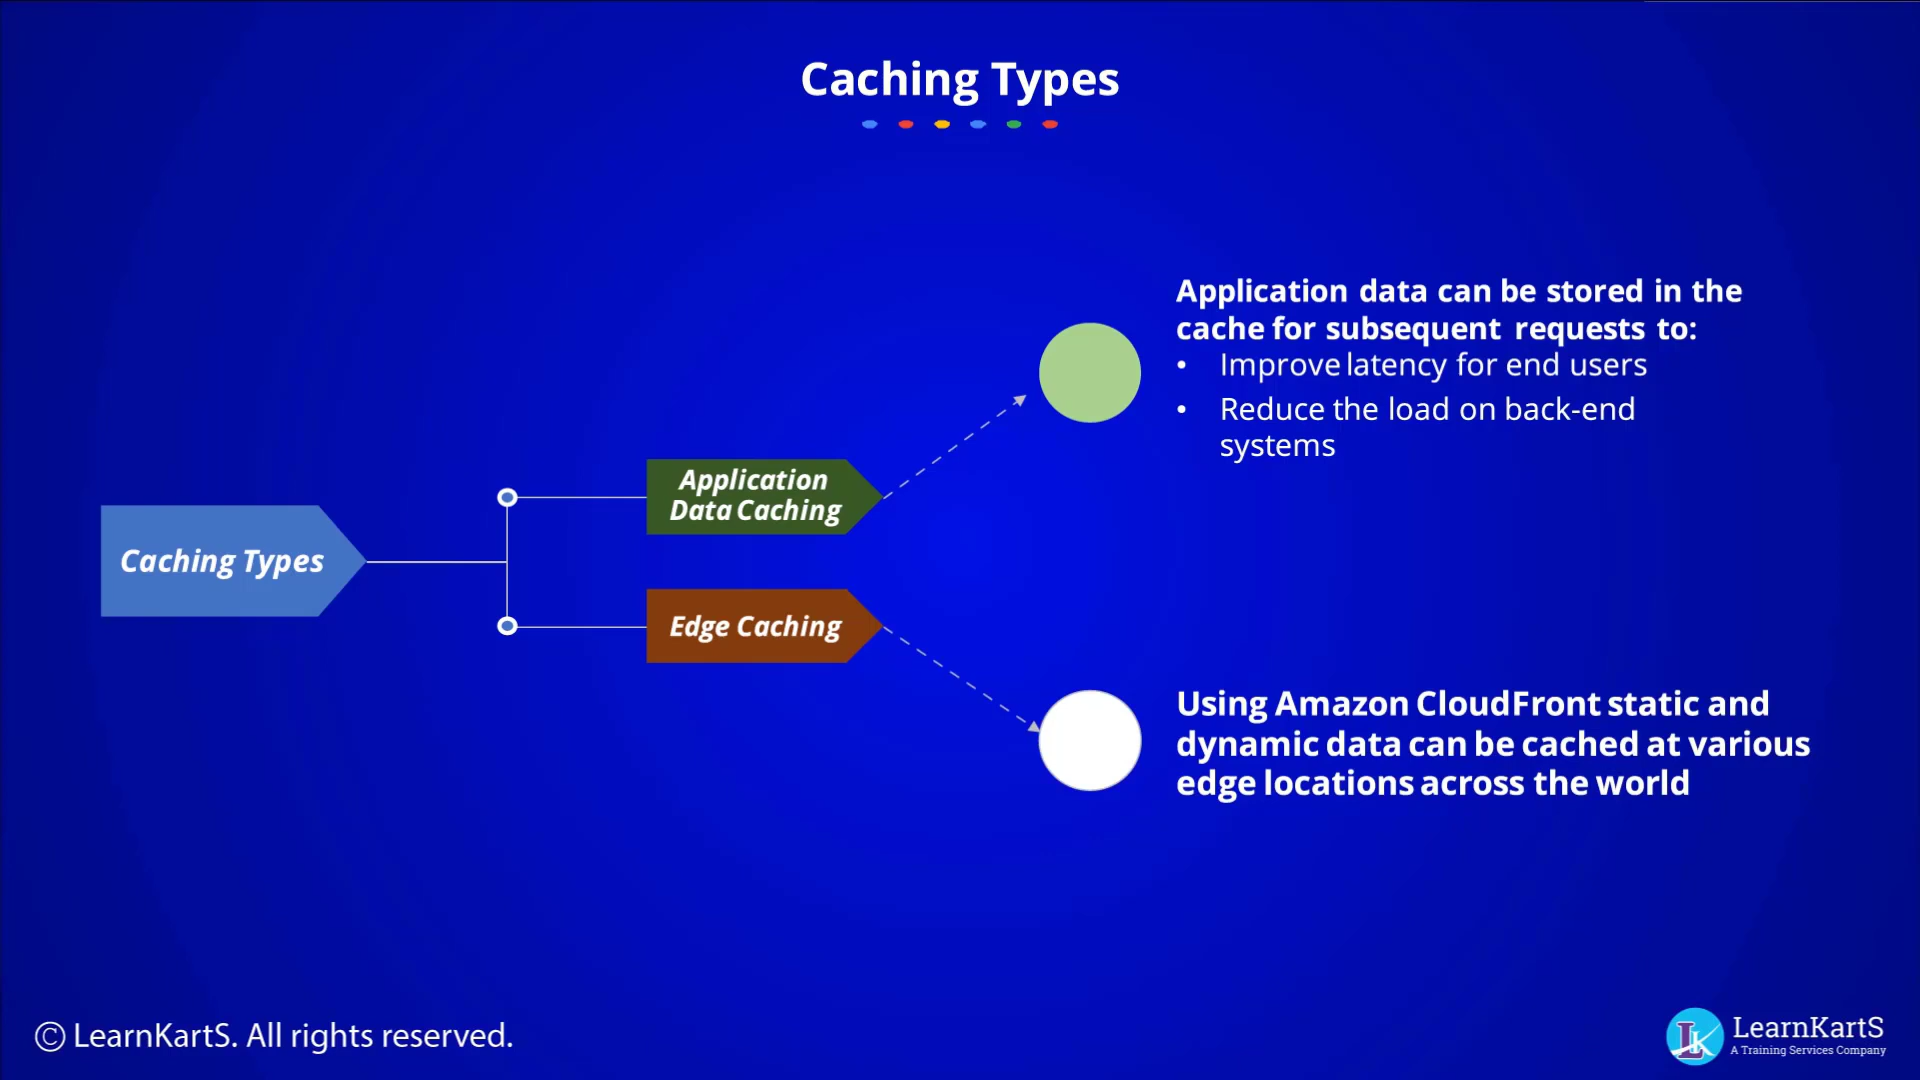 Caching Types
Application data can be stored in the
cache for subsequent requests to:
• Improve latency for end users
• Reduce the load on back-end
systems
Application
Data Caching
Caching Types
Edge Caching
Using Amazon CloudFront static and
dynamic data can be cached at various
edge locations across the world
© LearnKartS. All rights reserved.
LK
LearnKartS
A Training Services Company